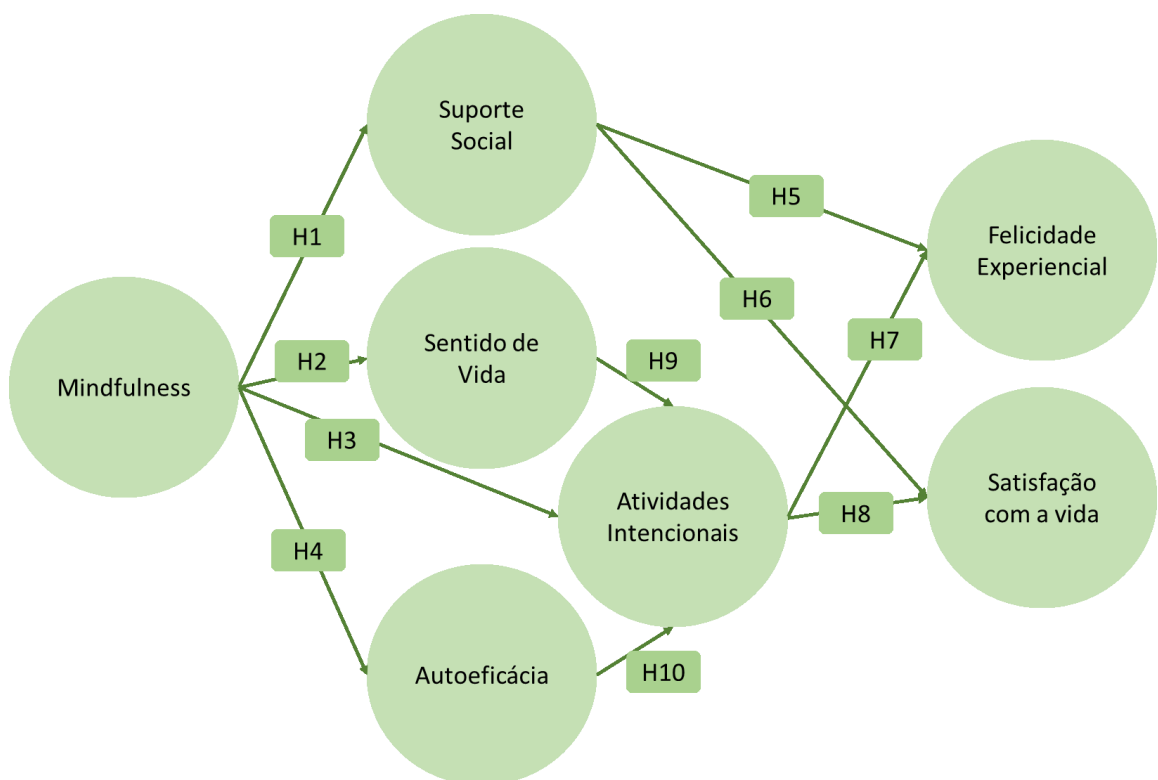 Suporte
Social
H5
H1
Felicidade
Experiencial
H6
H7
H2
Sentido de
Vida
H9
Mindfulness
H3
Atividades
Intencionais
H8
Satisfação
com a vida
H4
Autoeficácia
H10